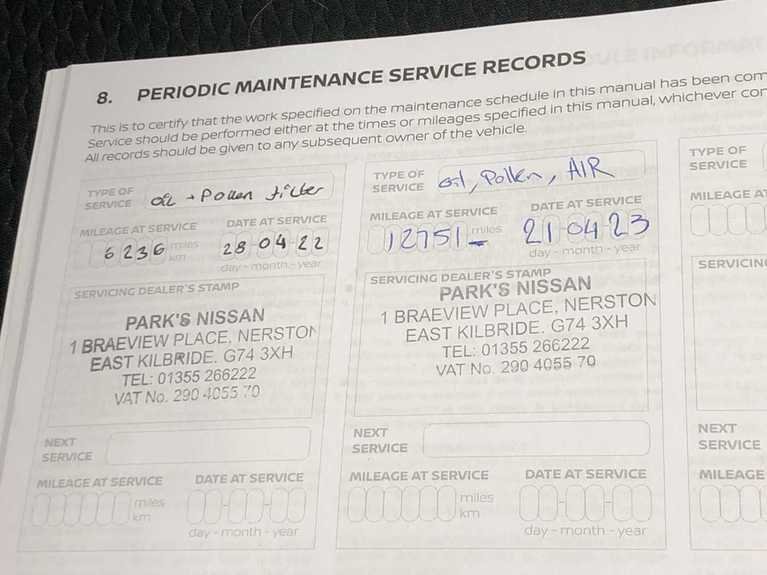 8. PERIODIC MAINTENANCE SERVICE RECORDS
This is to certify that the work specified on the maintenance schedule in this manual has been com
Service should be performed either at the times or mileages specified in this manual, whichever com
All records should be given to any subsequent owner of the vehicle.
TYPE OF
SERVICE
oil + Pollen filter
MILEAGE AT SERVICE
DATE AT SERVICE
6236
miles
km
28-04-22
day - month - year
SERVICING DEALER'S STAMP
PARK'S NISSAN
1 BRAEVIEW PLACE, NERSTON
EAST KILBRIDE. G74 3XH
TEL: 01355 266222
VAT No. 290 4055 70
NEXT
SERVICE
MILEAGE AT SERVICE
DATE AT SERVICE
miles
km
day - month - year
TYPE OF
SERVICE
Oil, Pollen, AIR
MILEAGE AT SERVICE
DATE AT SERVICE
12751
miles
21 04 23
day - month - year
SERVICING DEALER'S STAMP
PARK'S NISSAN
1 BRAEVIEW PLACE, NERSTON
EAST KILBRIDE. G74 3XH
TEL: 01355 266222
VAT No. 290 4055 70
NEXT
SERVICE
MILEAGE AT SERVICE
DATE AT SERVICE
miles
km
day - month - year
TYPE OF
SERVICE
MILEAGE AT
SERVICIN
NEXT
SERVICE
MILEAGE